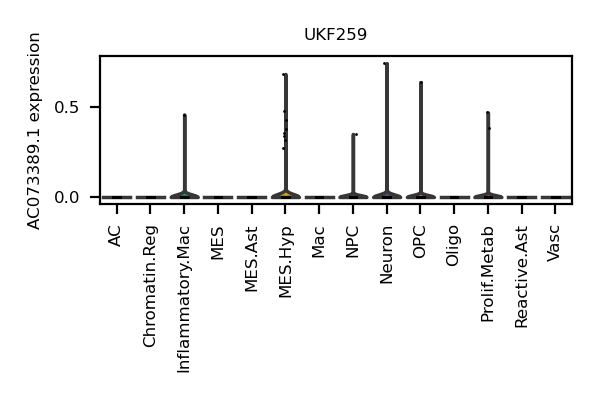 UKF259
AC073389.1 expression
0.5
0.0
AC
Chromatin.Reg
Inflammatory.Mac
MES
MES.Ast
MES.Hyp
Mac
NPC
Neuron
OPC
Oligo
Prolif.Metab
Reactive.Ast
Vasc